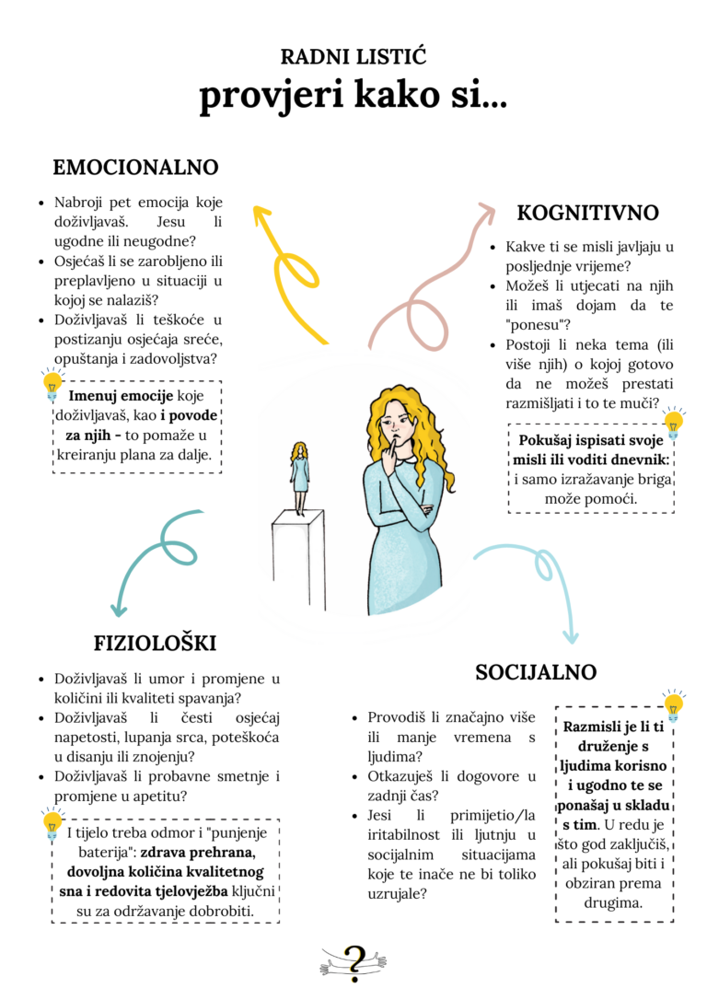 RADNI LISTIĆ
provjeri kako si...
EMOCIONALNO
• Nabroji pet emocija koje
doživljavaš. Jesu li
ugodne ili neugodne?
• Osjećaš li se zarobljeno ili
preplavljeno u situaciji u
kojoj se nalaziš?
• Doživljavaš li teškoće u
postizanju osjećaja sreće,
opuštanja i zadovoljstva?
Imenuj emocije koje
doživljavaš, kao i povode
za njih - to pomaže u
kreiranju plana za dalje.
KOGNITIVNO
• Kakve ti se misli javljaju u
posljednje vrijeme?
• Možeš li utjecati na njih
ili imaš dojam da te
"ponesu"?
• Postoji li neka tema (ili
više njih) o kojoj gotovo
da ne možeš prestati
razmišljati i to te muči?
Pokušaj ispisati svoje
misli ili voditi dnevnik:
i samo izražavanje briga
može pomoći.
FIZIOLOŠKI
• Doživljavaš li umor i promjene u
količini ili kvaliteti spavanja?
• Doživljavaš li česti osjećaj
napetosti, lupanja srca, poteškoća
u disanju ili znojenju?
• Doživljavaš li probavne smetnje i
promjene u apetitu?
I tijelo treba odmor i "punjenje
baterija": zdrava prehrana,
dovoljna količina kvalitetnog
sna i redovita tjelovježba ključni
su za održavanje dobrobiti.
SOCIJALNO
• Provodiš li značajno više
ili manje vremena s
ljudima?
• Otkazuješ li dogovore u
zadnji čas?
• Jesi li primijetio/la
iritabilnost ili ljutnju u
socijalnim situacijama
koje te inače ne bi toliko
uzrujale?
Razmisli je li ti
druženje s
ljudima korisno
i ugodno te se
ponašaj u skladu
s tim. U redu je
što god zaključiš,
ali pokušaj biti i
obziran prema
drugima.
?